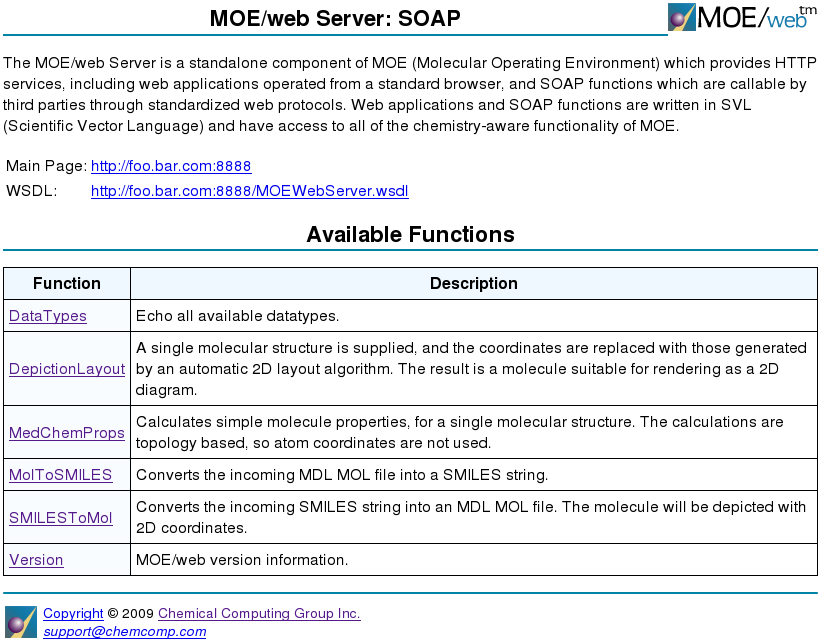 MOE/web Server: SOAP
MOE/web™
The MOE/web Server is a standalone component of MOE (Molecular Operating Environment) which provides HTTP
services, including web applications operated from a standard browser, and SOAP functions which are callable by
third parties through standardized web protocols. Web applications and SOAP functions are written in SVL
(Scientific Vector Language) and have access to all of the chemistry-aware functionality of MOE.
Main Page: http://foo.bar.com:8888
WSDL: http://foo.bar.com:8888/MOEWebServer.wsdl
Available Functions
Function Description
DataTypes Echo all available datatypes.
DepictionLayout A single molecular structure is supplied, and the coordinates are replaced with those generated
by an automatic 2D layout algorithm. The result is a molecule suitable for rendering as a 2D
diagram.
MedChemProps Calculates simple molecule properties, for a single molecular structure. The calculations are
topology based, so atom coordinates are not used.
MolToSMILES Converts the incoming MDL MOL file into a SMILES string.
SMILESToMol Converts the incoming SMILES string into an MDL MOL file. The molecule will be depicted with
2D coordinates.
Version MOE/web version information.
Copyright © 2009 Chemical Computing Group Inc.
support@chemcomp.com